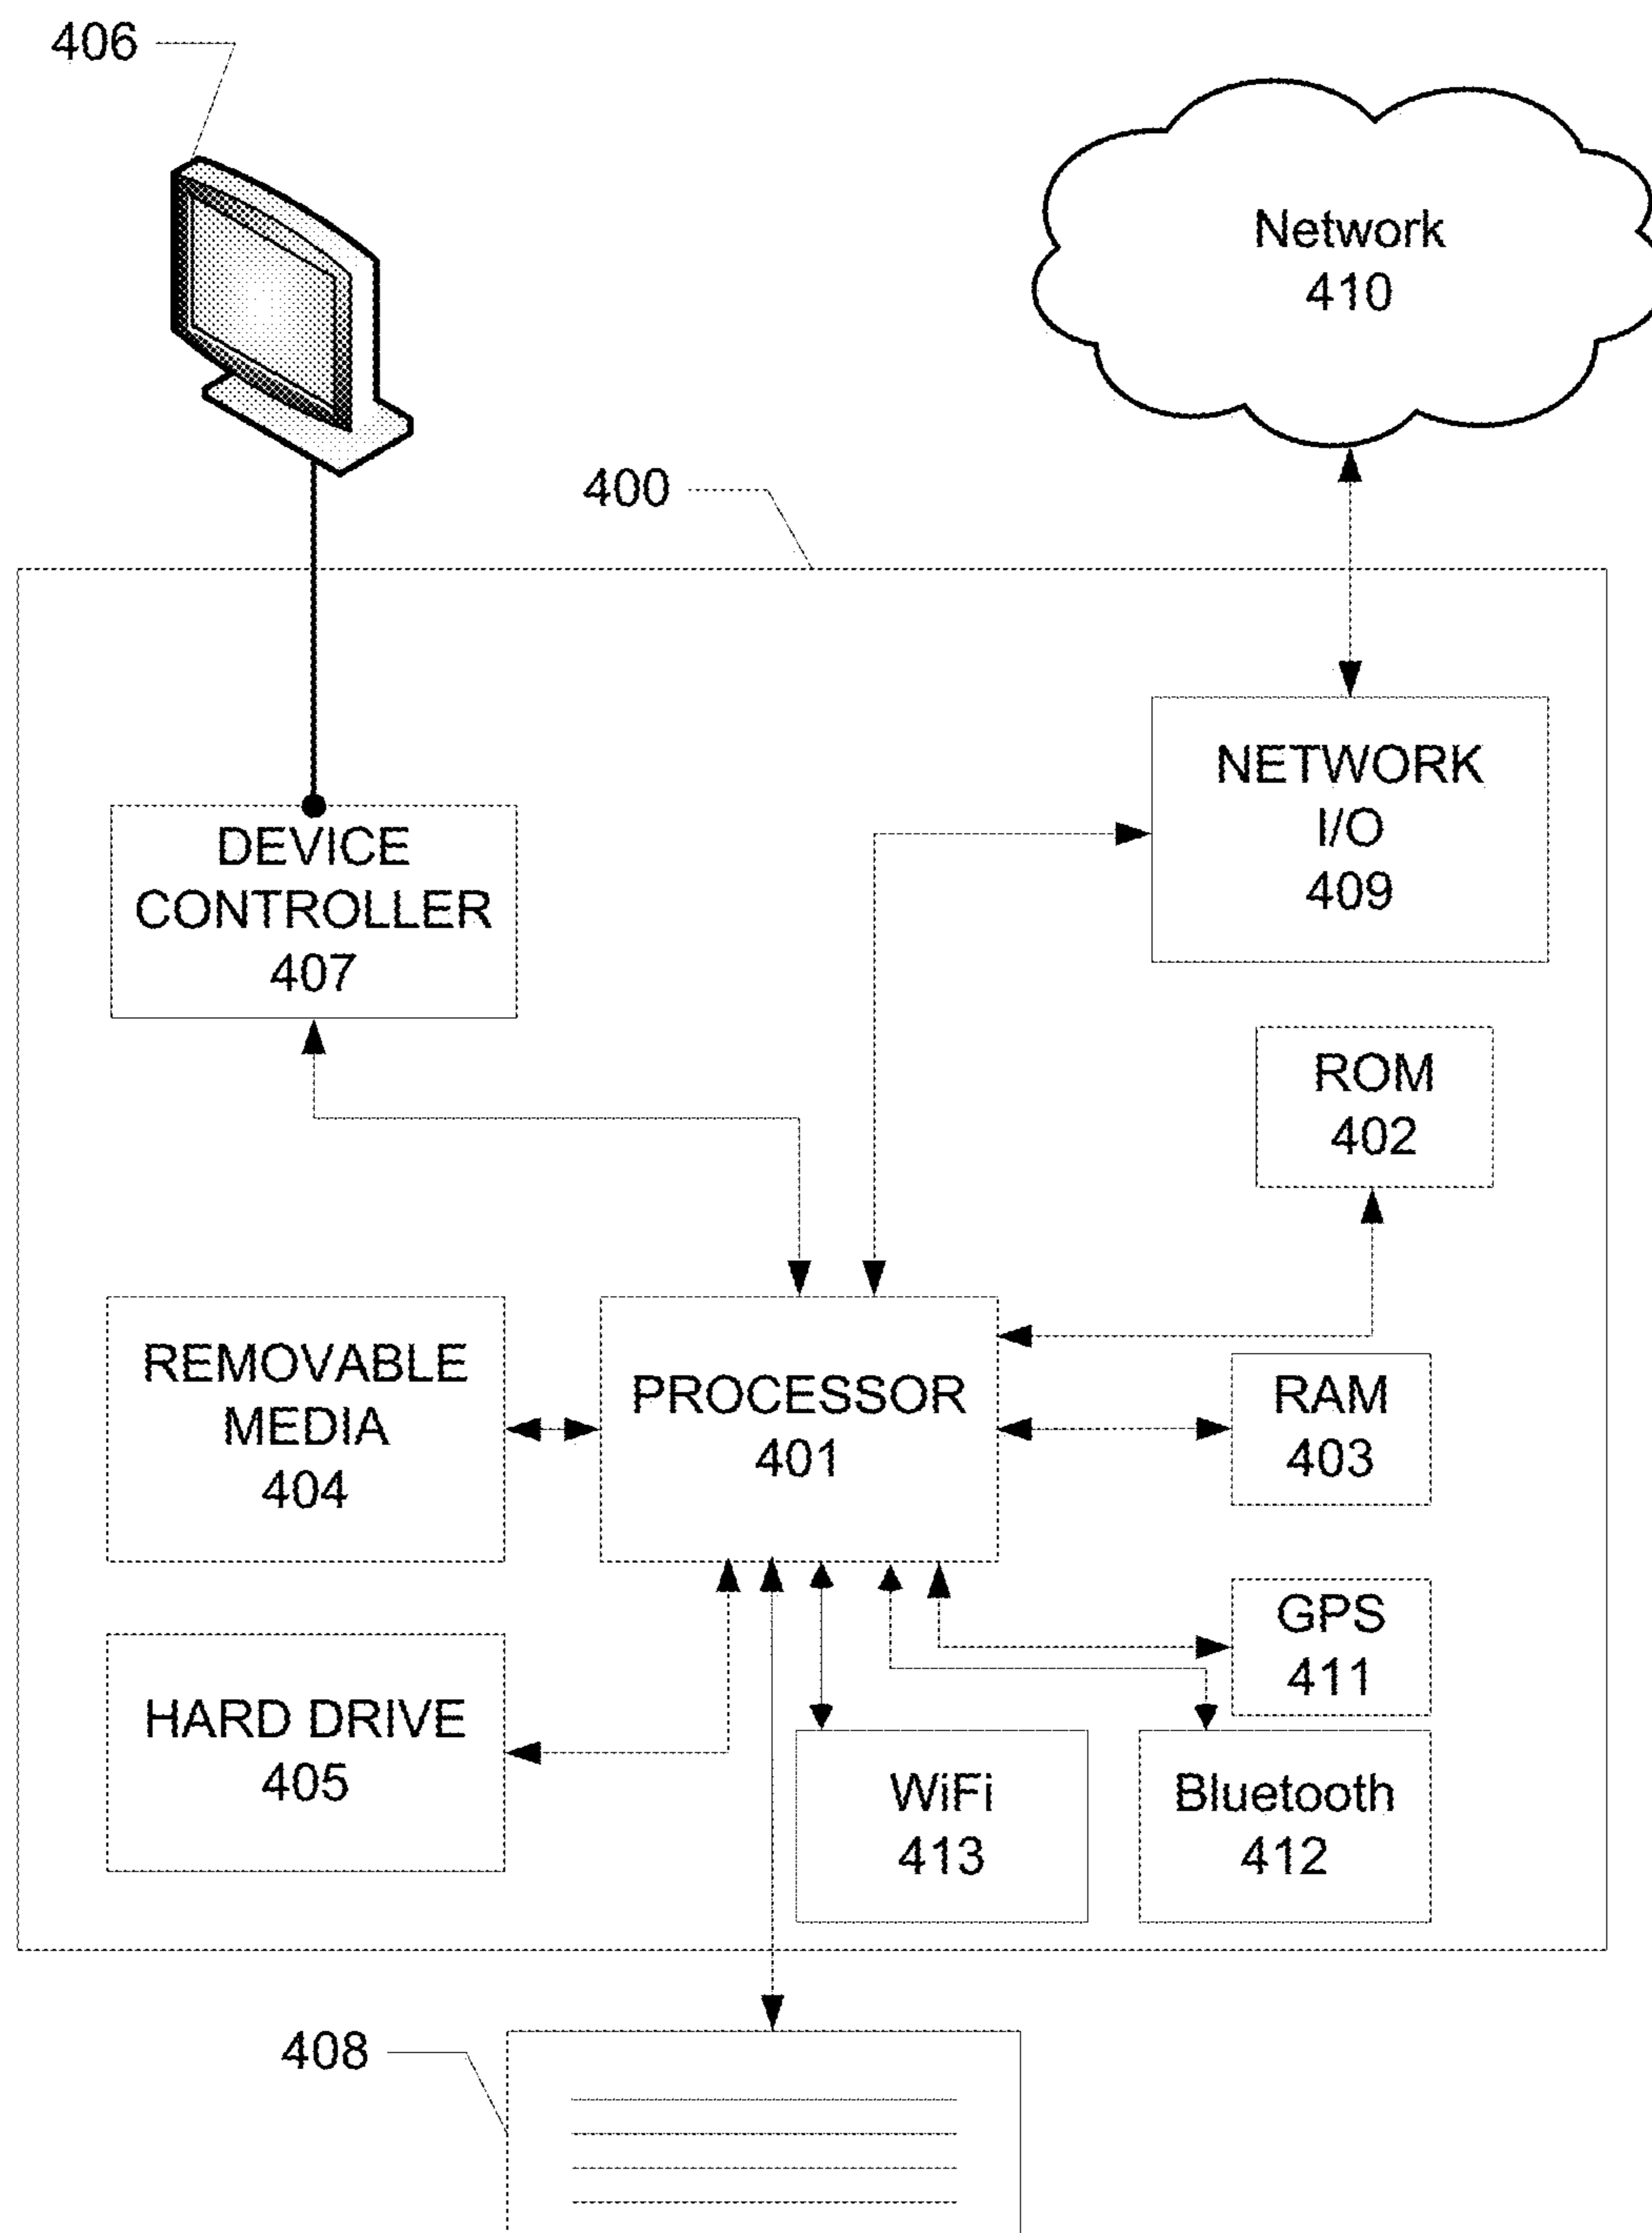 406
Network
410
400
NETWORK
I/O
409
DEVICE
CONTROLLER
407
ROM
402
REMOVABLE
MEDIA
404
PROCESSOR
401
RAM
403
GPS
411
HARD DRIVE
405
WiFi
413
Bluetooth
412
408